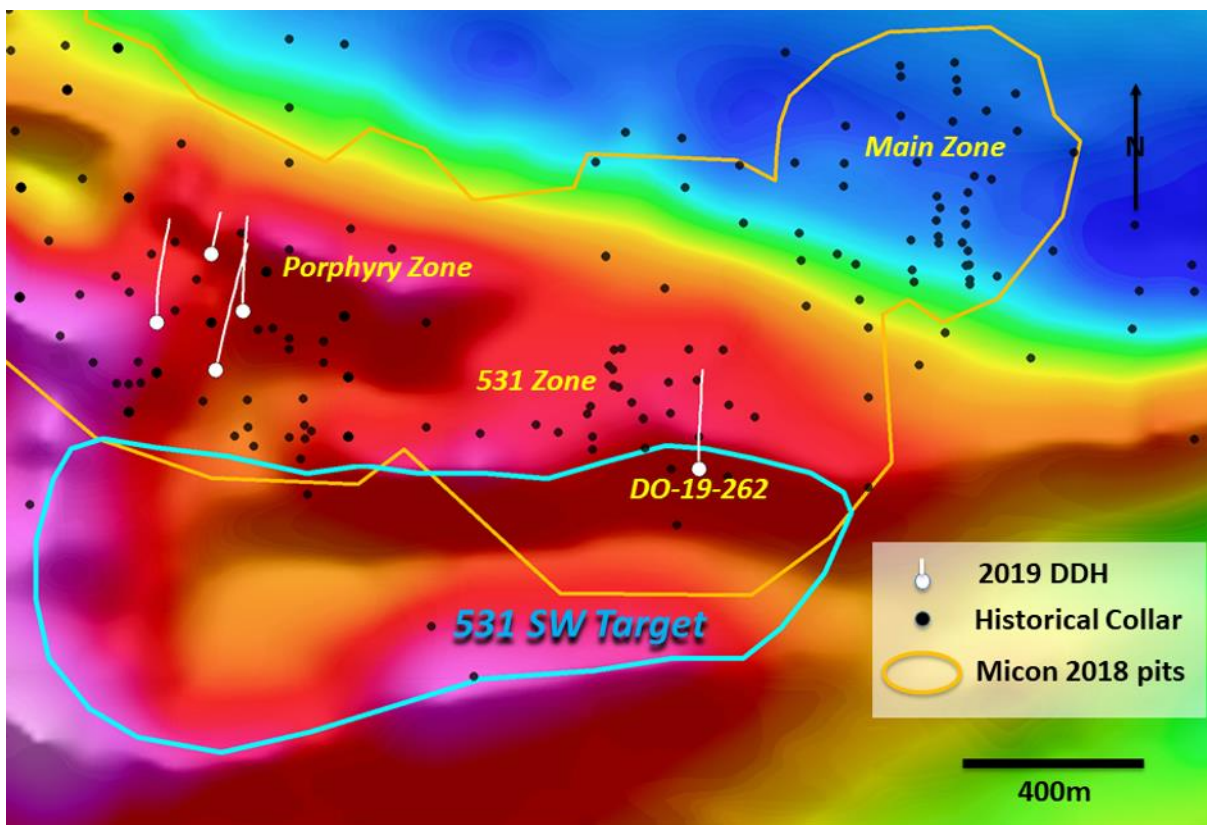 Main Zone
N
Porphyry Zone
531 Zone
DO-19-262
531 SW Target
2019 DDH
Historical Collar
Micon 2018 pits
400m